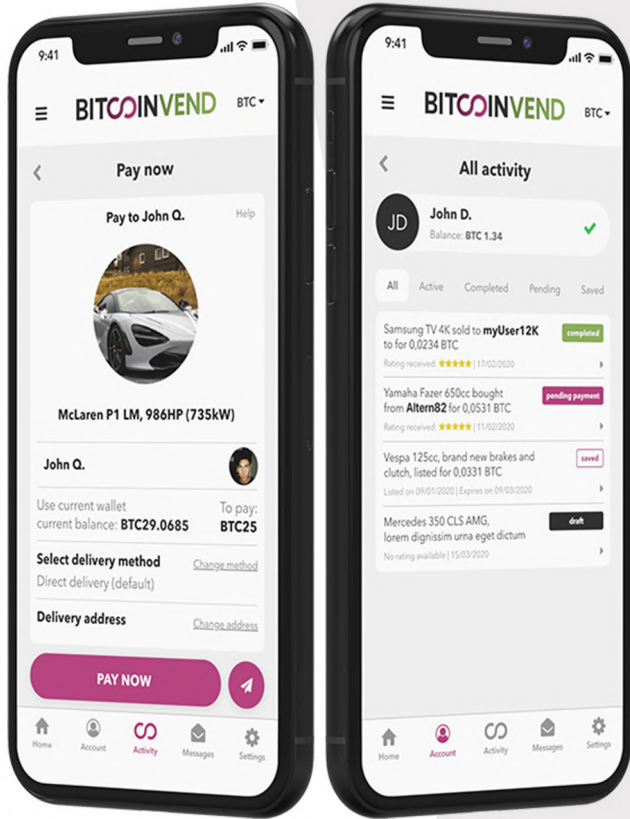 9:41
BITCOINVEND
BTC
Pay now
Pay to John Q.
Help
McLaren P1 LM, 986HP (735kW)
John Q.
Use current wallet
current balance: BTC29.0685
To pay:
BTC25
Select delivery method
Change method
Direct delivery (default)
Delivery address
Change address
PAY NOW
Home
Account
Activity
Messages
Settings
9:41
BITCOINVEND
BTC
All activity
JD
John D.
Balance: BTC 1.34
All
Active
Completed
Pending
Saved
Samsung TV 4K sold to myUser12K
to for 0,0234 BTC
completed
Rating received: ★★★★★ | 17/02/2020
Yamaha Fazer 650cc bought
from Altern82 for 0,0531 BTC
pending payment
Rating received: ★★★★★ | 11/02/2020
Vespa 125cc, brand new brakes and
clutch, listed for 0,0331 BTC
saved
Listed on 09/01/2020 | Expires on 09/03/2020
Mercedes 350 CLS AMG,
lorem dignissim urna eget dictum
draft
No rating available | 15/03/2020
Home
Account
Activity
Messages
Settings